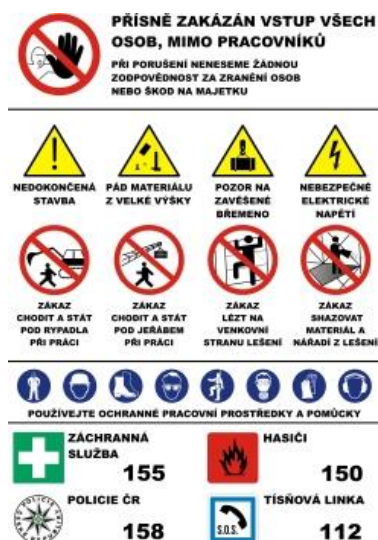 PŘÍSNĚ ZAKÁZÁN VSTUP VŠECH
OSOB, MIMO PRACOVNÍKŮ
PŘI PORUŠENÍ NENESEME ŽÁDNOU
ZODPOVĚDNOST ZA ZRANĚNÍ OSOB
NEBO ŠKOD NA MAJETKU
NEDOKONČENÁ
STAVBA
PÁD MATERIÁLU
Z VELKÉ VÝŠKY
POZOR NA
ZAVĚŠENÉ
BŘEMENO
NEBEZPEČNÉ
ELEKTRICKÉ
NAPĚTÍ
ZÁKAZ
CHODIT A STÁT
POD RYPADLA
PŘI PRÁCI
ZÁKAZ
CHODIT A STÁT
POD JEŘÁBEM
PŘI PRÁCI
ZÁKAZ
LÉZT NA
VENKOVNÍ
STRANU LEŠENÍ
ZÁKAZ
SHAZOVAT
MATERIÁL A
NÁŘADÍ Z LEŠENÍ
POUŽÍVEJTE OCHRANNÉ PRACOVNÍ PROSTŘEDKY A POMŮCKY
ZÁCHRANNÁ
SLUŽBA
155
HASIČI
150
POLICIE ČR
158
TÍSŇOVÁ LINKA
S.O.S.
112